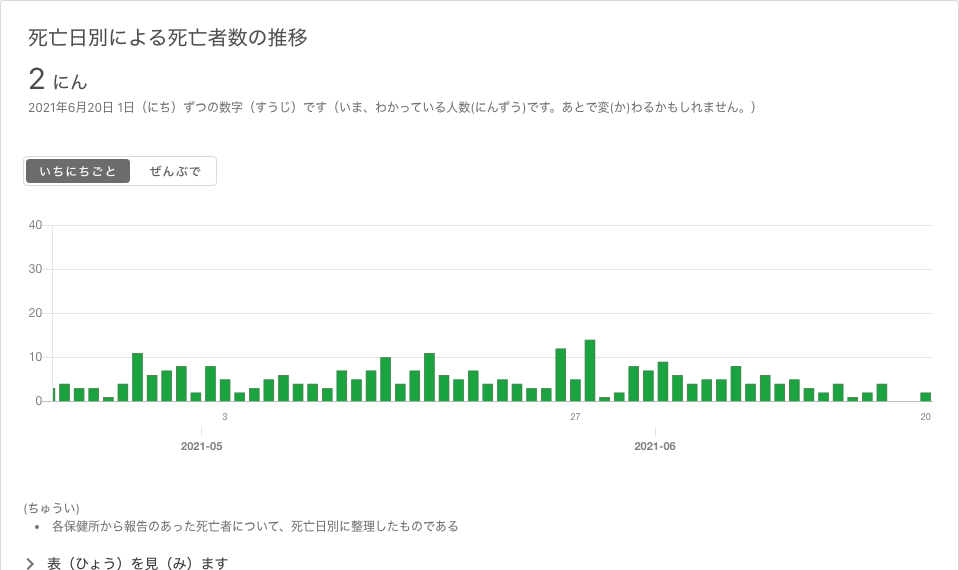 死亡日別による死亡者数の推移
2 にん
2021年6月20日 1日（にち）ずつの数字（すうじ）です（いま、わかっている人数(にんずう)です。あとで変(か)わるかもしれません。）
いちにちごと ぜんぶで
40
30
20
10
0
3 27 20
2021-05 2021-06
(ちゅうい)
• 各保健所から報告のあった死亡者について、死亡日別に整理したものである
表（ひょう）を見（み）ます